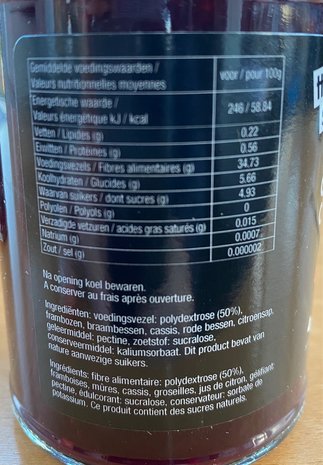 Gemiddelde voedingswaarden /
Valeurs nutritionnelles moyennes
voor / pour 100g
Energetische waarde /
Valeurs énergétique kJ / kcal
246 / 58.84
Vetten / Lipides (g)
0.22
Eiwitten / Protéines (g)
0.56
Voedingsvezels / Fibres alimentaires (g)
34.73
Koolhydraten / Glucides (g)
5.66
Waarvan suikers / dont sucres (g)
4.93
Polyolen / Polyols (g)
0
Verzadigde vetzuren / acides gras saturés (g)
0.015
Natrium (g)
0.0007
Zout / sel (g)
0.000002
Na opening koel bewaren.
A conserver au frais après ouverture.
Ingrediënten: voedingsvezel: polydextrose (50%),
frambozen, braambessen, cassis, rode bessen, citroensap,
geleermiddel: pectine, zoetstof: sucralose,
conserveermiddel: kaliumsorbaat. Dit product bevat van
nature aanwezige suikers.
Ingrédients: fibre alimentaire: polydextrose (50%),
framboises, mûres, cassis, groseilles, jus de citron, gélifiant:
pectine, édulcorant: sucralose, conservateur: sorbate de
potassium. Ce produit contient des sucres naturels.